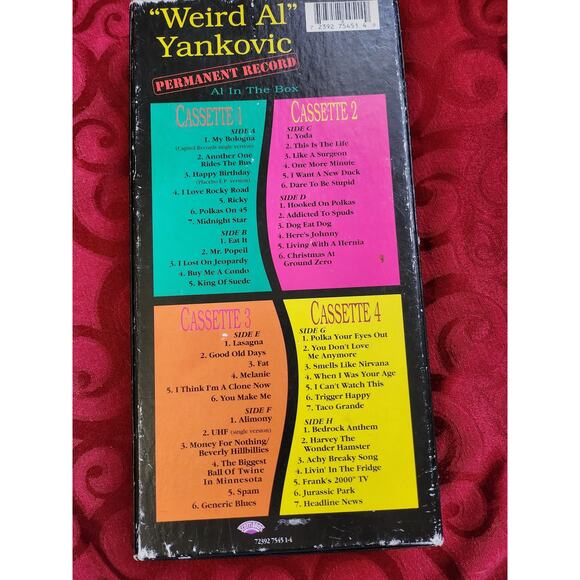 "Weird Al"
Yankovic
PERMANENT RECORD
Al In The Box
7 2392 75451 4 9
CASSETTE 1
SIDE A
1. My Bologna
(Capitol Records single version)
2. Another One
Rides The Bus
3. Happy Birthday
(Placebo E.P. version)
4. I Love Rocky Road
5. Ricky
6. Polkas On 45
7. Midnight Star
SIDE B
1. Eat It
2. Mr. Popeil
3. I Lost On Jeopardy
4. Buy Me A Condo
5. King Of Suede
CASSETTE 2
SIDE C
1. Yoda
2. This Is The Life
3. Like A Surgeon
4. One More Minute
5. I Want A New Duck
6. Dare To Be Stupid
SIDE D
1. Hooked On Polkas
2. Addicted To Spuds
3. Dog Eat Dog
4. Here's Johnny
5. Living With A Hernia
6. Christmas At
Ground Zero
CASSETTE 3
SIDE E
1. Lasagna
2. Good Old Days
3. Fat
4. Melanie
5. I Think I'm A Clone Now
6. You Make Me
SIDE F
1. Alimony
2. UHF (single version)
3. Money For Nothing/
Beverly Hillbillies
4. The Biggest
Ball Of Twine
In Minnesota
5. Spam
6. Generic Blues
CASSETTE 4
SIDE G
1. Polka Your Eyes Out
2. You Don't Love
Me Anymore
3. Smells Like Nirvana
4. When I Was Your Age
5. I Can't Watch This
6. Trigger Happy
7. Taco Grande
SIDE H
1. Bedrock Anthem
2. Harvey The
Wonder Hamster
3. Achy Breaky Song
4. Livin' In The Fridge
5. Frank's 2000" TV
6. Jurassic Park
7. Headline News
72392 7545 1-4